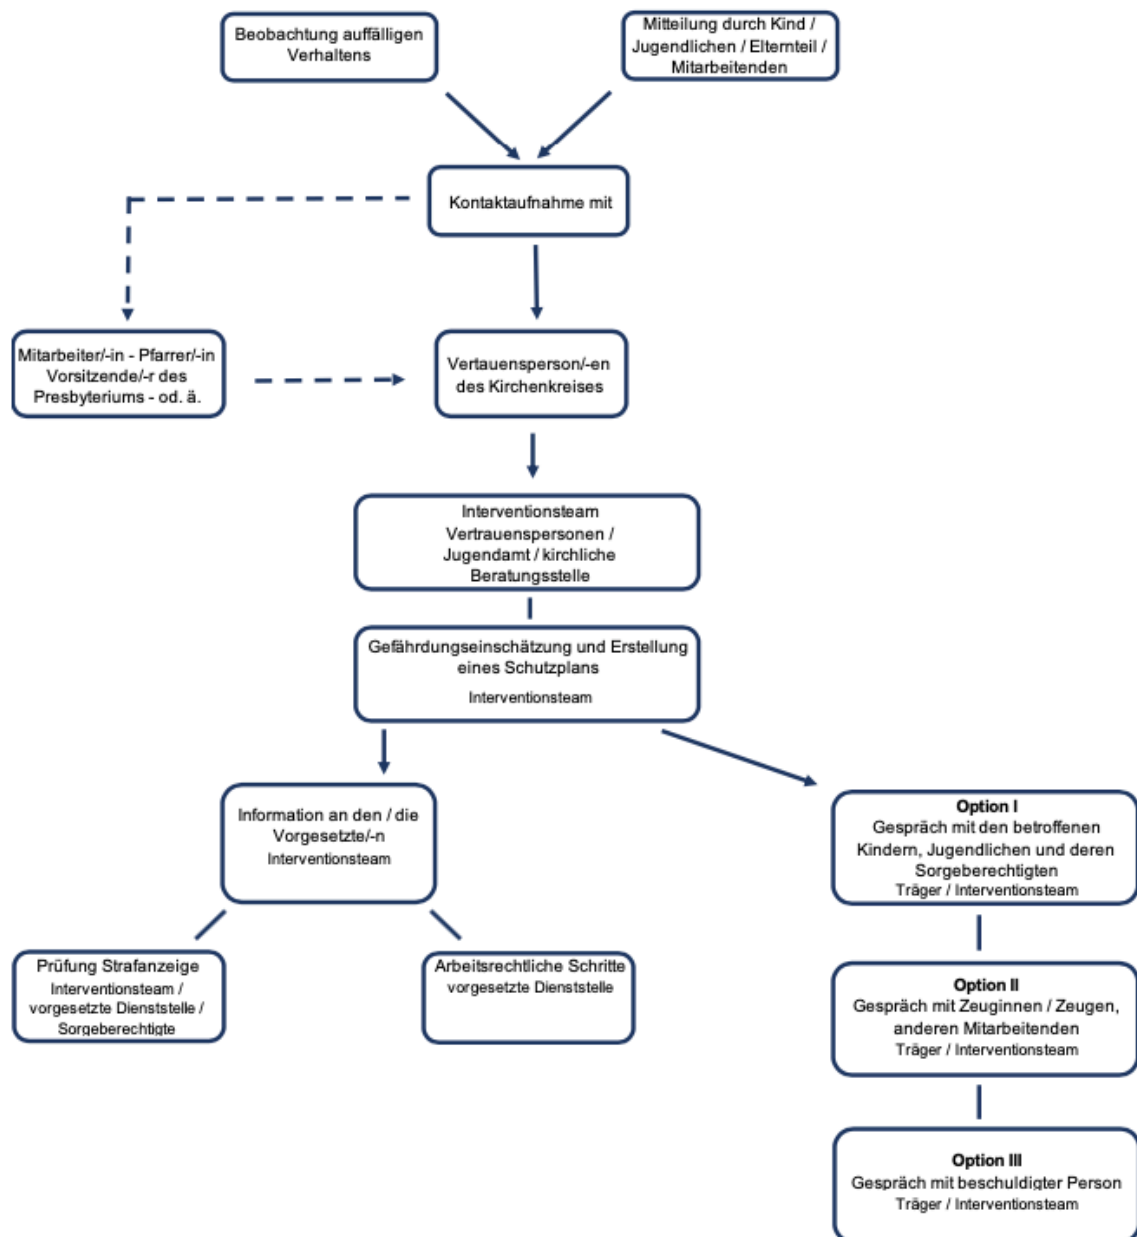 Beobachtung auffälligen
Verhaltens
Mitteilung durch Kind /
Jugendlichen / Elternteil /
Mitarbeitenden
Kontaktaufnahme mit
Mitarbeiter/-in - Pfarrer/-in
Vorsitzende/-r des
Presbyteriums - od. ä.
Vertauensperson/-en
des Kirchenkreises
Interventionsteam
Vertrauenspersonen /
Jugendamt / kirchliche
Beratungsstelle
Gefährdungseinschätzung und Erstellung
eines Schutzplans
Interventionsteam
Information an den / die
Vorgesetzte/-n
Interventionsteam
Prüfung Strafanzeige
Interventionsteam /
vorgesetzte Dienststelle /
Sorgeberechtigte
Arbeitsrechtliche Schritte
vorgesetzte Dienststelle
Option I
Gespräch mit den betroffenen
Kindern, Jugendlichen und deren
Sorgeberechtigten
Träger / Interventionsteam
Option II
Gespräch mit Zeuginnen / Zeugen,
anderen Mitarbeitenden
Träger / Interventionsteam
Option III
Gespräch mit beschuldigter Person
Träger / Interventionsteam